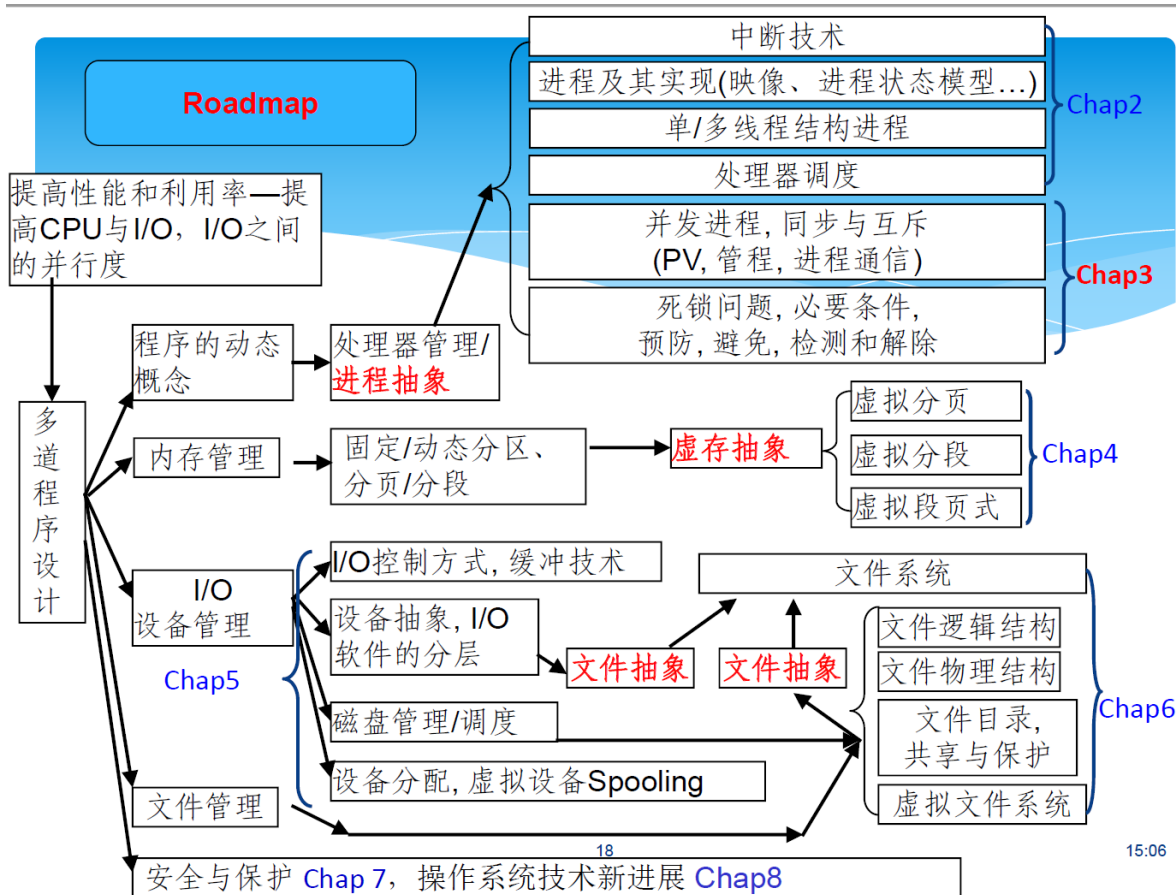 Roadmap
中断技术
进程及其实现(映像、进程状态模型...)
单/多线程结构进程
处理器调度
Chap2
并发进程, 同步与互斥
(PV, 管程, 进程通信)
死锁问题, 必要条件,
预防, 避免, 检测和解除
Chap3
提高性能和利用率—提
高CPU与I/O，I/O之间
的并行度
多道程序设计
程序的动态
概念
处理器管理/
进程抽象
内存管理
固定/动态分区、
分页/分段
虚存抽象
虚拟分页
虚拟分段
虚拟段页式
Chap4
I/O
设备管理
Chap5
I/O控制方式, 缓冲技术
设备抽象, I/O
软件的分层
磁盘管理/调度
设备分配, 虚拟设备Spooling
文件抽象
文件抽象
文件系统
文件逻辑结构
文件物理结构
文件目录,
共享与保护
虚拟文件系统
Chap6
文件管理
18
15:06
安全与保护 Chap 7，操作系统技术新进展 Chap8